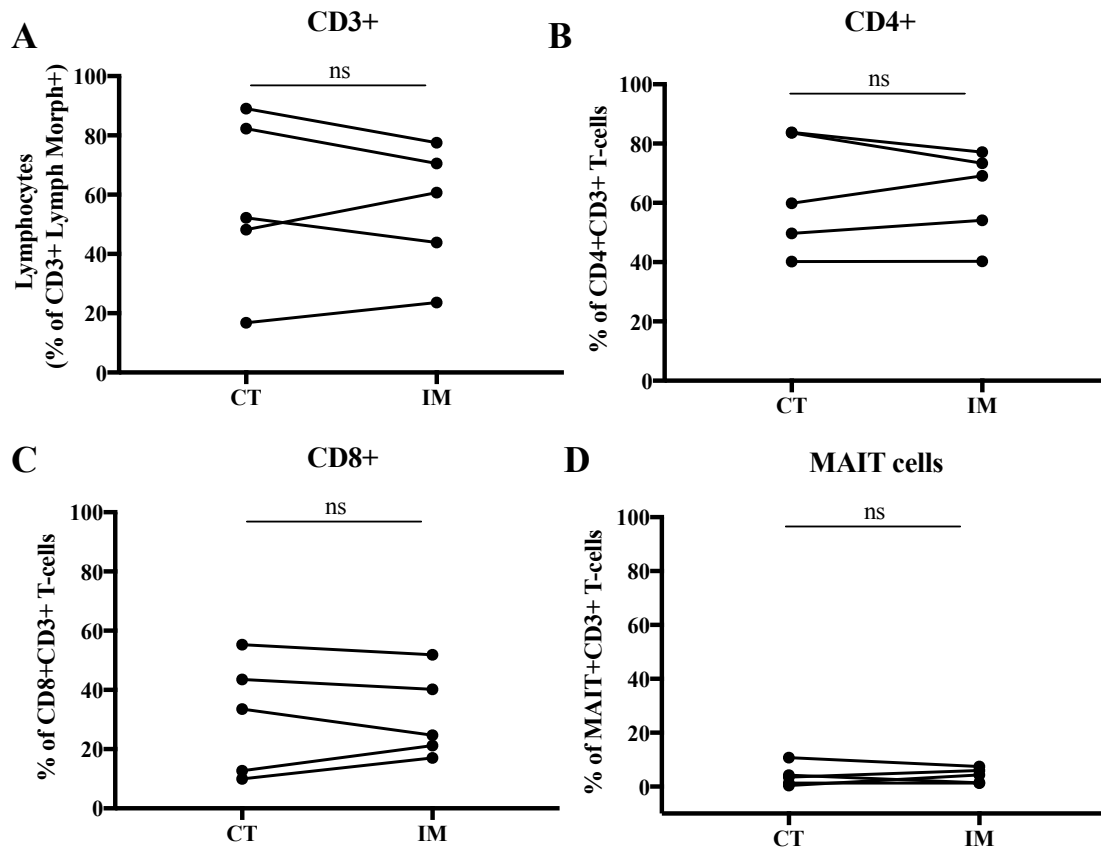 A
CD3+
ns
Lymphocytes
(% of CD3+ Lymph Morph+)
100
80
60
40
20
0
CT
IM
B
CD4+
ns
% of CD4+CD3+ T-cells
100
80
60
40
20
0
CT
IM
C
CD8+
ns
% of CD8+CD3+ T-cells
100
80
60
40
20
0
CT
IM
D
MAIT cells
ns
% of MAIT+CD3+ T-cells
100
80
60
40
20
0
CT
IM